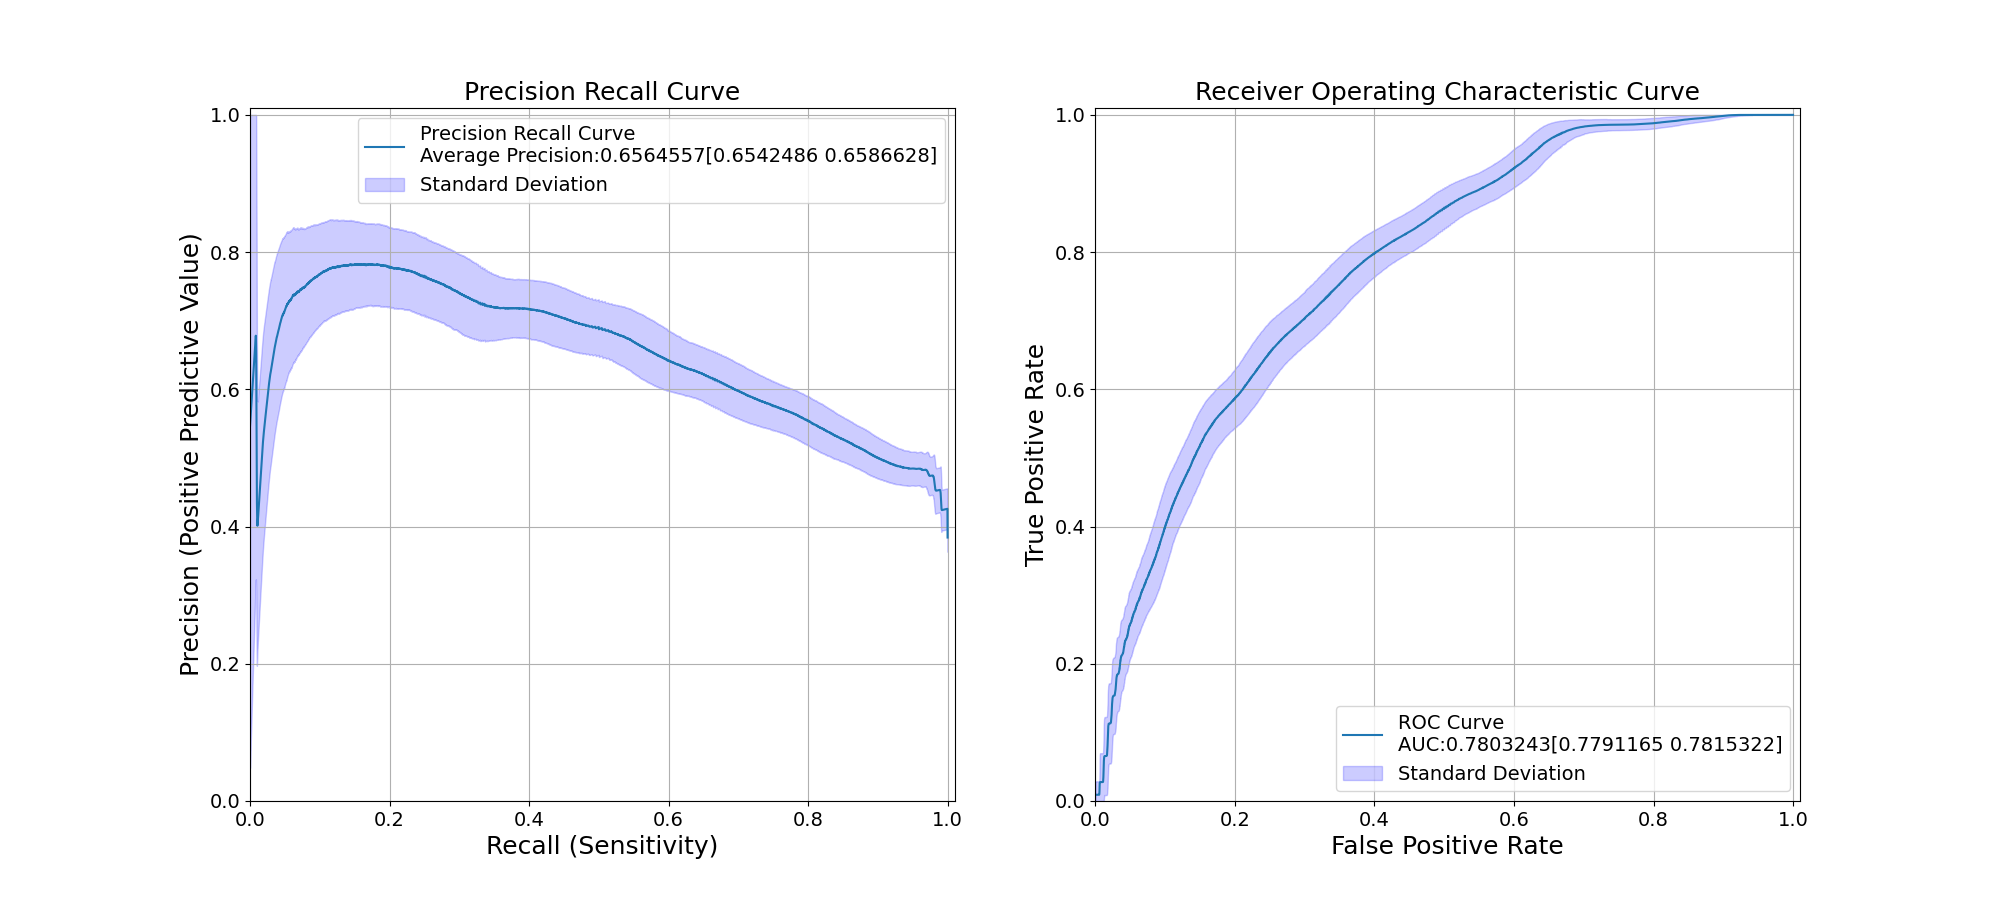 Precision Recall Curve
1.0
0.8
0.6
0.4
0.2
0.0
Precision (Positive Predictive Value)
Precision Recall Curve
Average Precision:0.6564557[0.6542486 0.6586628]
Standard Deviation
0.0 0.2 0.4 0.6 0.8 1.0
Recall (Sensitivity)
Receiver Operating Characteristic Curve
1.0
0.8
0.6
0.4
0.2
0.0
True Positive Rate
ROC Curve
AUC:0.7803243[0.7791165 0.7815322]
Standard Deviation
0.0 0.2 0.4 0.6 0.8 1.0
False Positive Rate